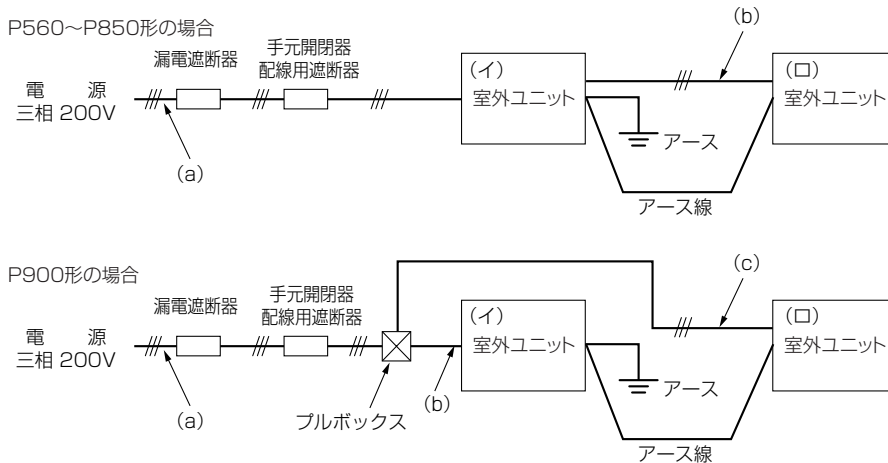 P560～P850形の場合
電　源
三相 200V
漏電遮断器
手元開閉器
配線用遮断器
(a)
(イ)
室外ユニット
アース
アース線
(b)
(ロ)
室外ユニット
P900形の場合
電　源
三相 200V
漏電遮断器
手元開閉器
配線用遮断器
(a)
プルボックス
(b)
(イ)
室外ユニット
アース
アース線
(c)
(ロ)
室外ユニット